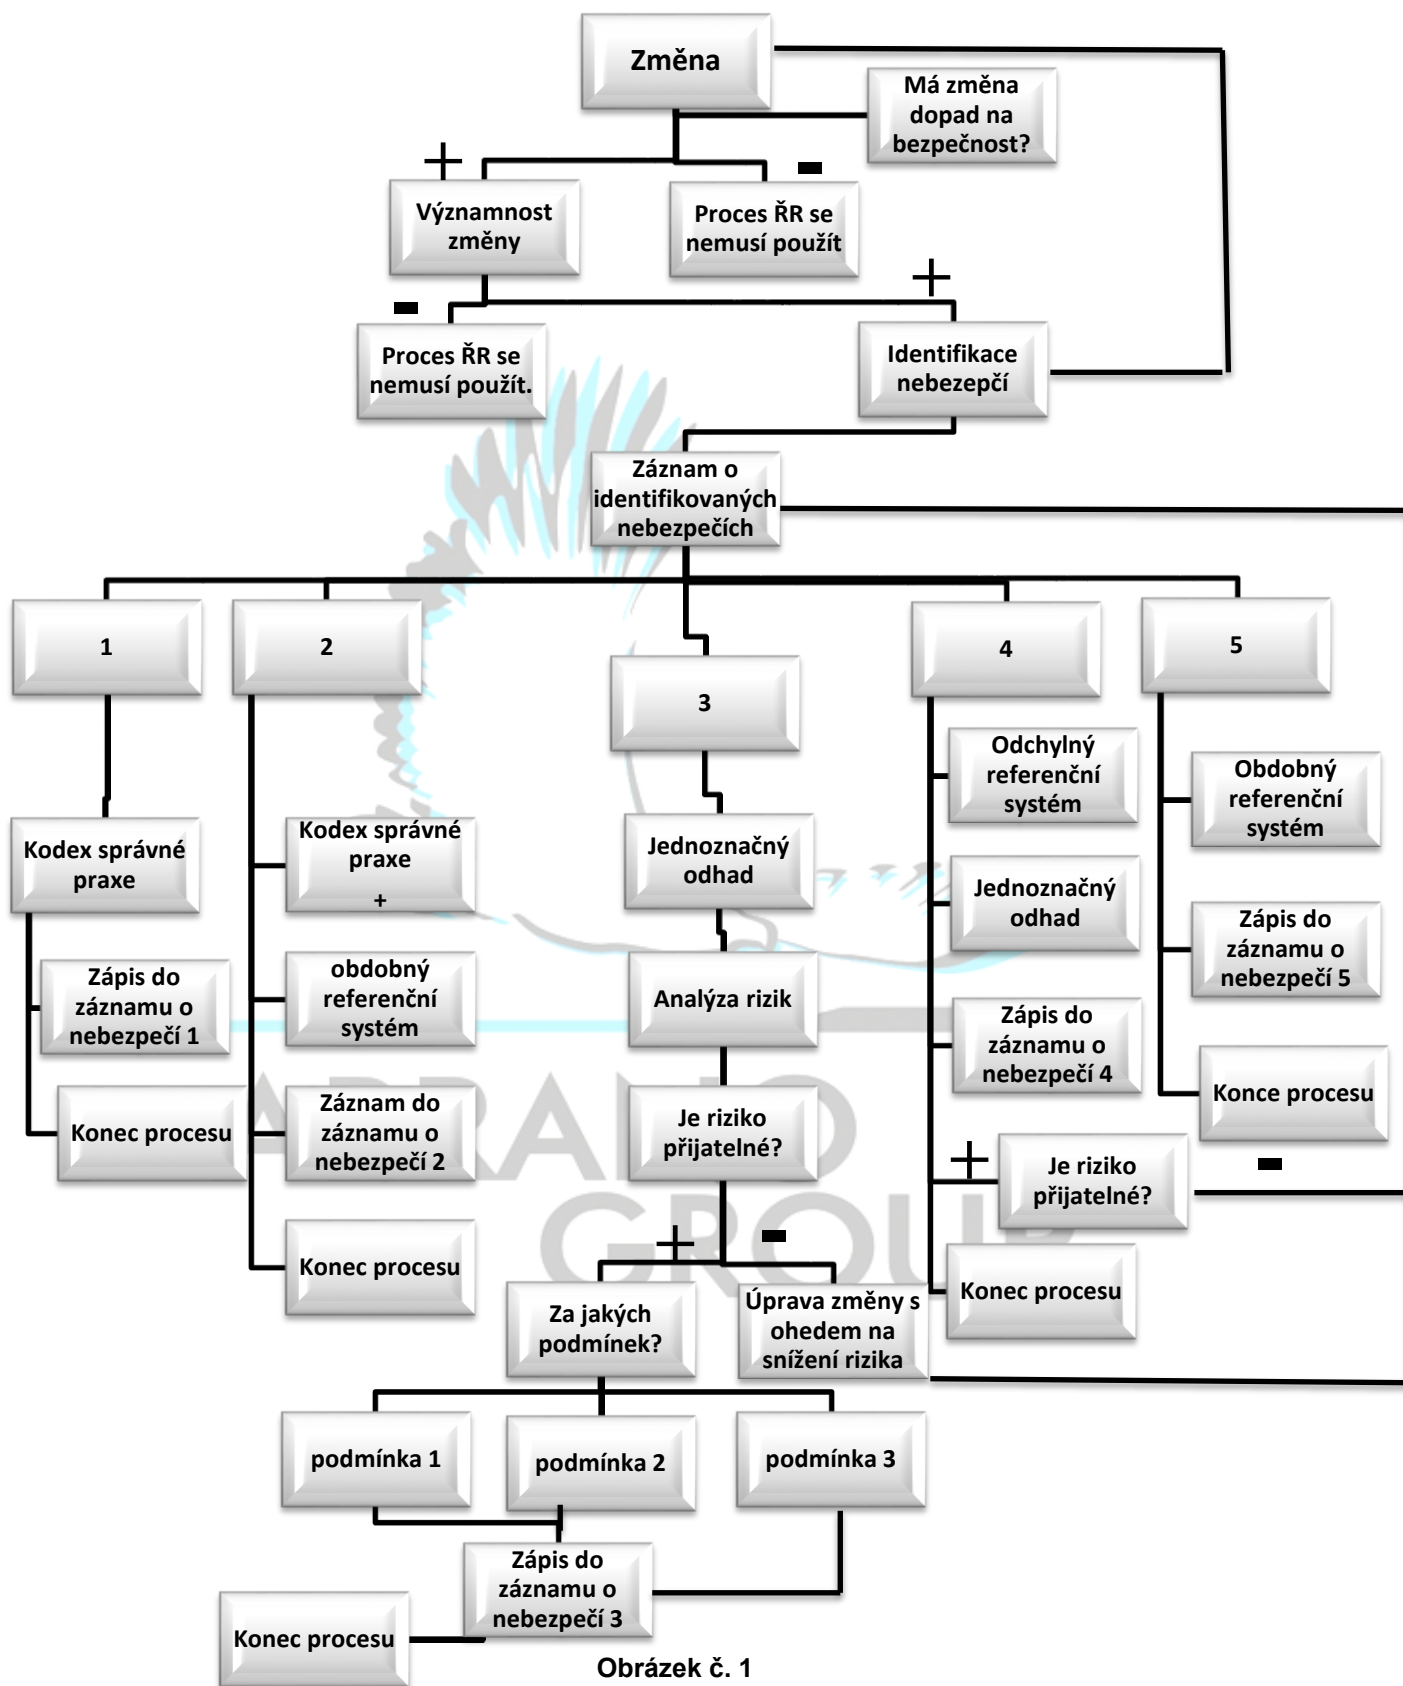 Změna
Má změna
dopad na
bezpečnost?
+
-
Významnost
změny
Proces ŘR se
nemusí použít
-
+
Proces ŘR se
nemusí použít.
Identifikace
nebezepčí
Záznam o
identifikovaných
nebezpečích
1
2
3
4
5
Kodex správné
praxe
Zápis do
záznamu o
nebezpečí 1
Konec procesu
Kodex správné
praxe
+
obdobný
referenční
systém
Záznam do
záznamu o
nebezpečí 2
Konec procesu
Jednoznačný
odhad
Analýza rizik
Je riziko
přijatelné?
+
-
Za jakých
podmínek?
Úprava změny s
ohedem na
snížení rizika
podmínka 1
podmínka 2
podmínka 3
Zápis do
záznamu o
nebezpečí 3
Konec procesu
Odchylný
referenční
systém
Jednoznačný
odhad
Zápis do
záznamu o
nebezpečí 4
+
Je riziko
přijatelné?
-
Konec procesu
Obdobný
referenční
systém
Zápis do
záznamu o
nebezpečí 5
Konce procesu
GROUP
Obrázek č. 1